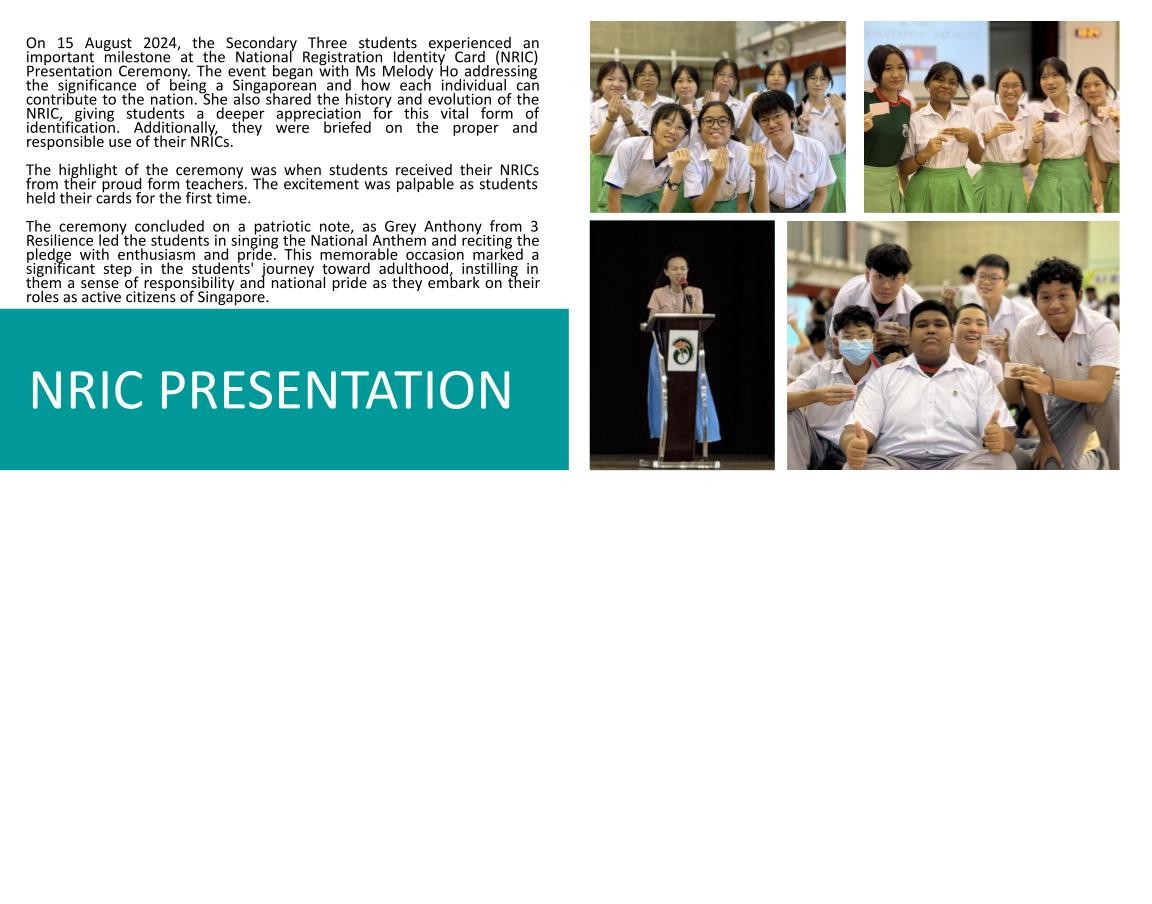 On 15 August 2024, the Secondary Three students experienced an
important milestone at the National Registration Identity Card (NRIC)
Presentation Ceremony. The event began with Ms Melody Ho addressing
the significance of being a Singaporean and how each individual can
contribute to the nation. She also shared the history and evolution of the
NRIC, giving students a deeper appreciation for this vital form of
identification. Additionally, they were briefed on the proper and
responsible use of their NRICs.
The highlight of the ceremony was when students received their NRICs
from their proud form teachers. The excitement was palpable as students
held their cards for the first time.
The ceremony concluded on a patriotic note, as Grey Anthony from 3
Resilience led the students in singing the National Anthem and reciting the
pledge with enthusiasm and pride. This memorable occasion marked a
significant step in the students' journey toward adulthood, instilling in
them a sense of responsibility and national pride as they embark on their
roles as active citizens of Singapore.
NRIC PRESENTATION